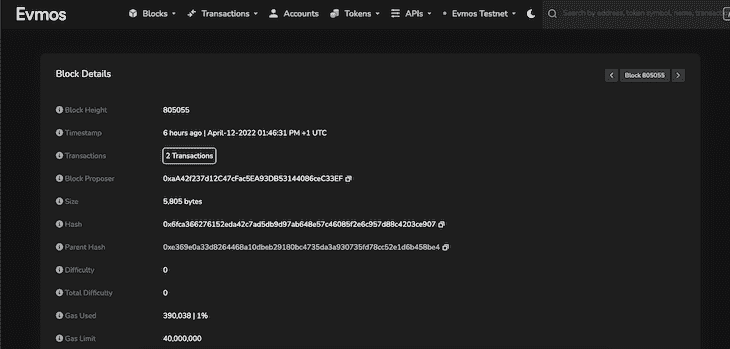 Evmos
Blocks Transactions Accounts Tokens APIs Evmos Testnet Search by address, token symbol, name, transaction
Block Details
Block 805055
Block Height 805055
Timestamp 6 hours ago | April-12-2022 01:46:31 PM +1 UTC
Transactions 2 Transactions
Block Proposer 0xaA42f237d12C47cFac5EA93DB53144086ceC33EF
Size 5,805 bytes
Hash 0x6fca366276152eda42c7ad5db9d97ab648e57c46085f2e6c957d88c4203ce907
Parent Hash 0xe369e0a33d8264468a10dbeb29180bc4735da3a930735fd78cc52e1d6b458be4
Difficulty 0
Total Difficulty 0
Gas Used 390,038 | 1%
Gas Limit 40,000,000